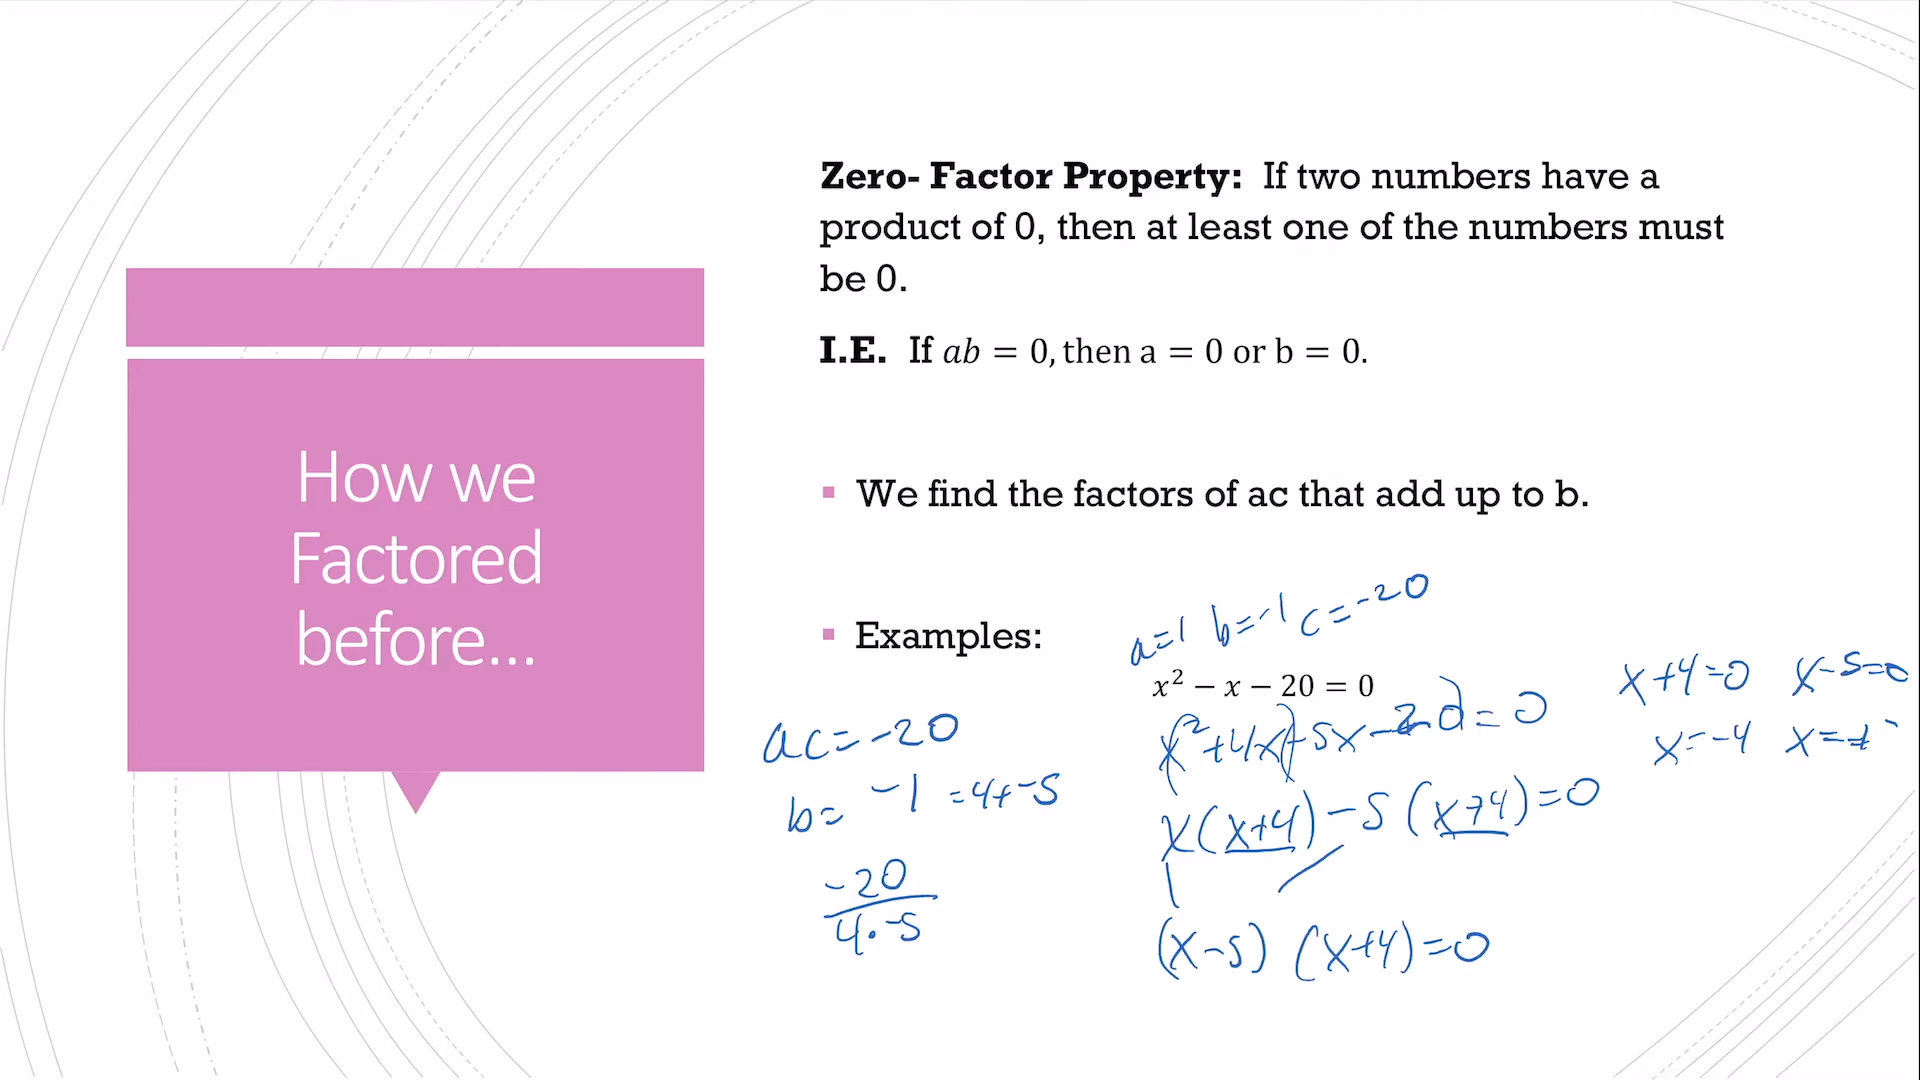 How we
Factored
before...
Zero- Factor Property: If two numbers have a
product of 0, then at least one of the numbers must
be 0.
I.E. If ab = 0, then a = 0 or b = 0.
▪ We find the factors of ac that add up to b.
▪ Examples:
a=1 b=-1 c=-20
x² − x − 20 = 0
x²+4x-5x-20=0
x(x+4)-5(x+4)=0
(x-5) (x+4)=0
ac=-20
b= -1 =4+-5
-20
4·-5
x+4=0 x-5=0
x=-4 x=